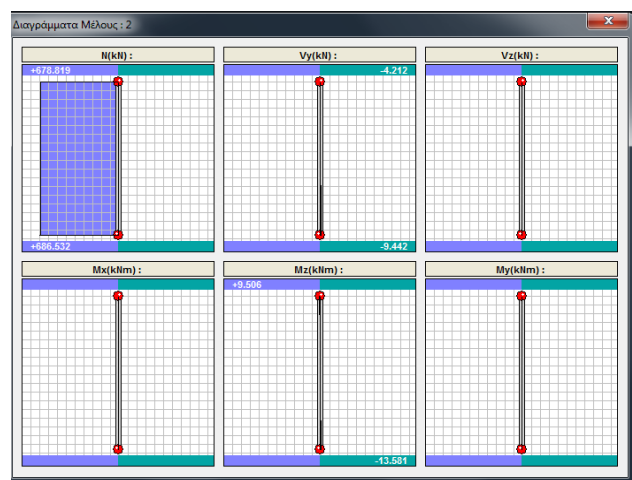 Διαγράμματα Μέλους : 2
x
N(kN) :
Vy(kN) :
Vz(kN) :
+678.819
-4.212
+686.532
-9.442
Mx(kNm) :
Mz(kNm) :
My(kNm) :
+9.506
-13.581